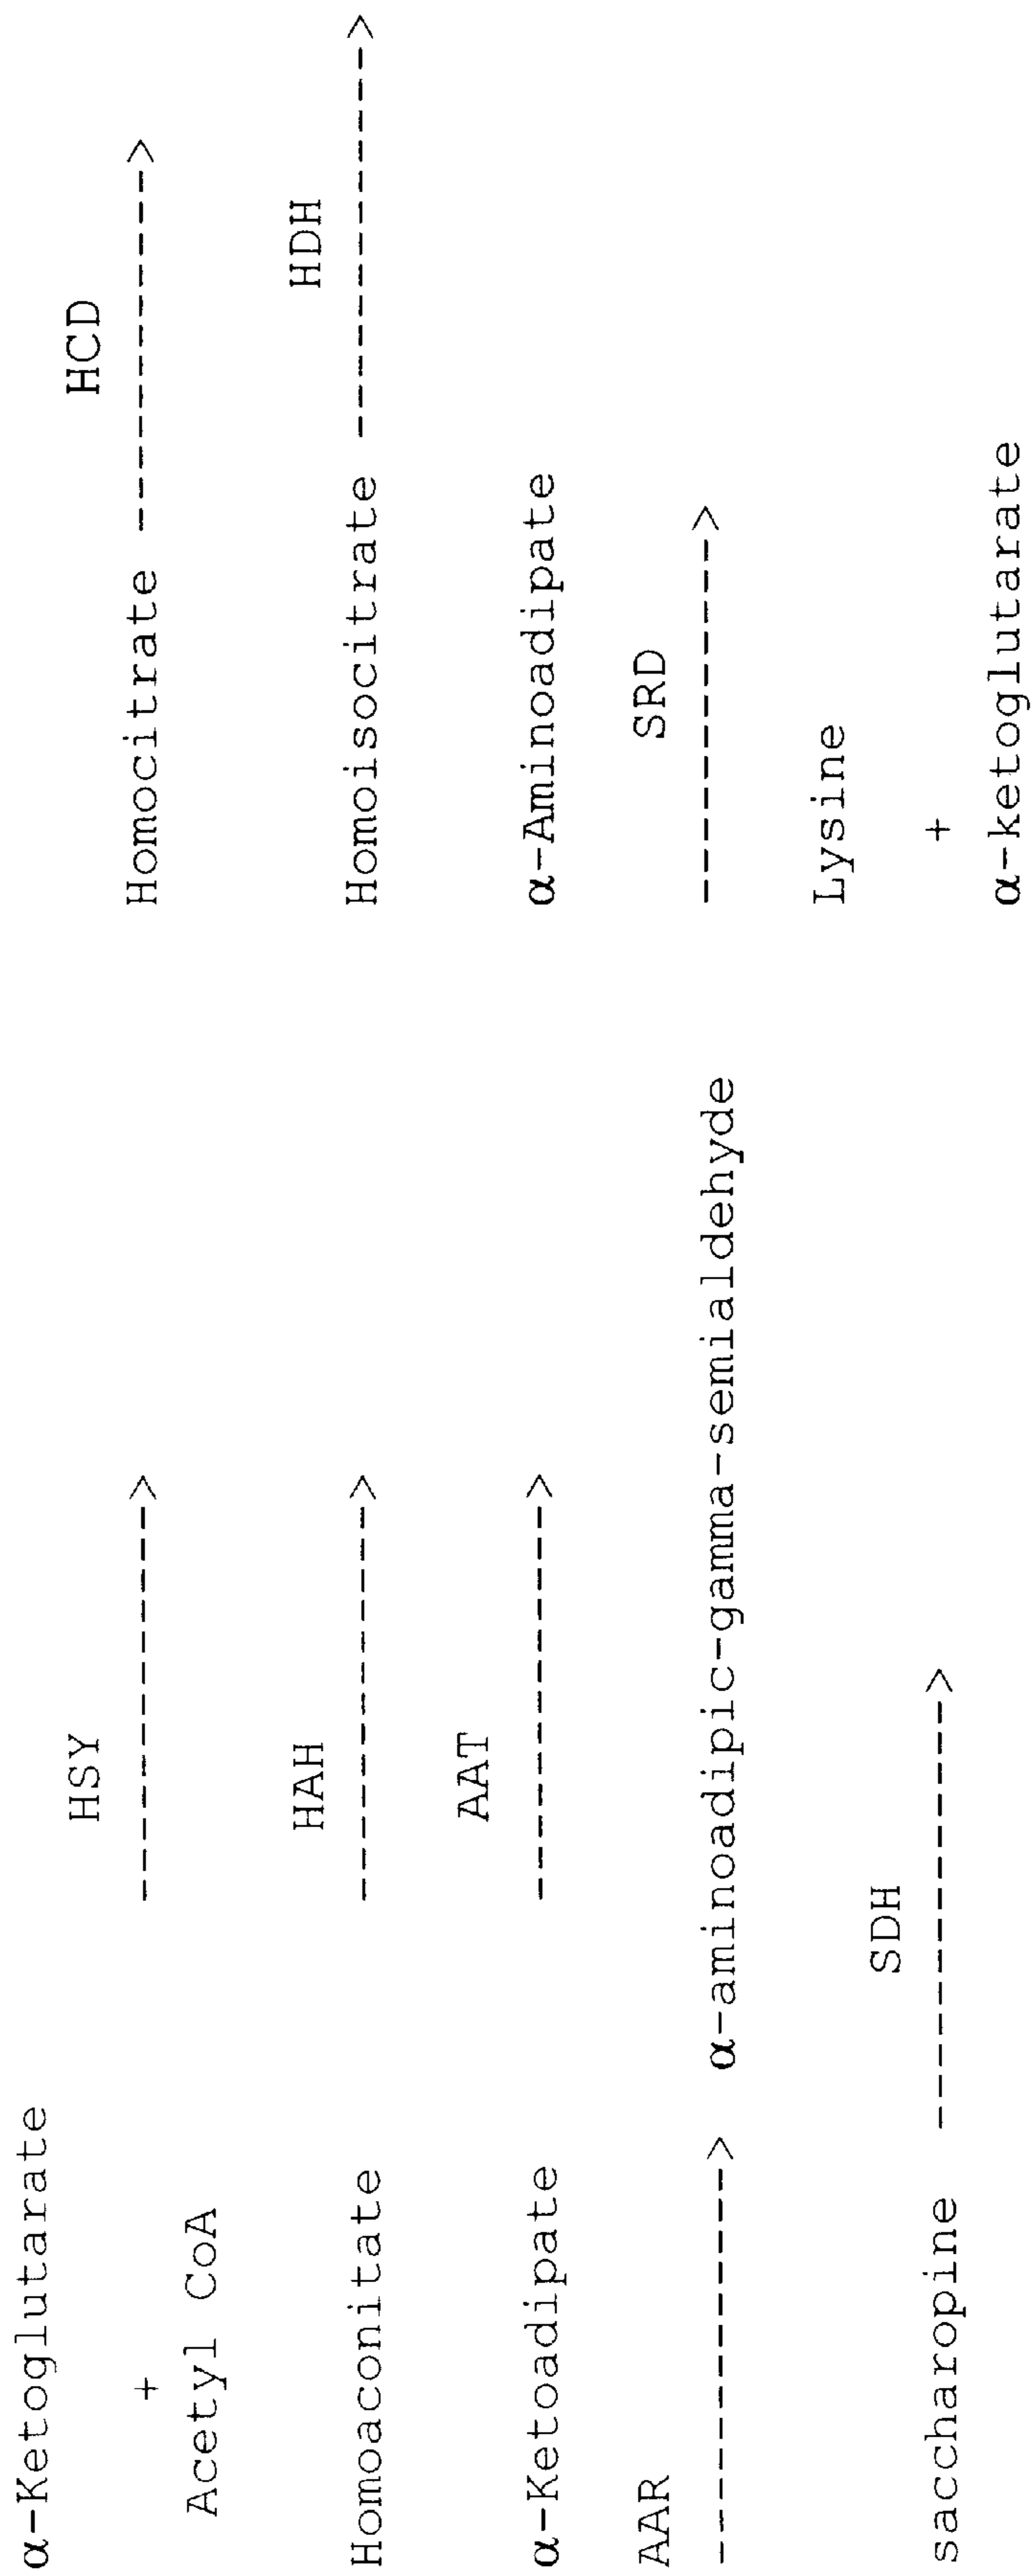 α-Ketoglutarate
HSY HCD
+ --------------> Homocitrate ------------->
Acetyl CoA
HAH HDH
Homoaconitate --------------> Homoisocitrate -------------->
AAT
α-Ketoadipate --------------> α-Aminoadipate
AAR SRD
--------------> α-aminoadipic-gamma-semialdehyde ------------->
SDH Lysine
saccharopine ---------------> +
α-ketoglutarate